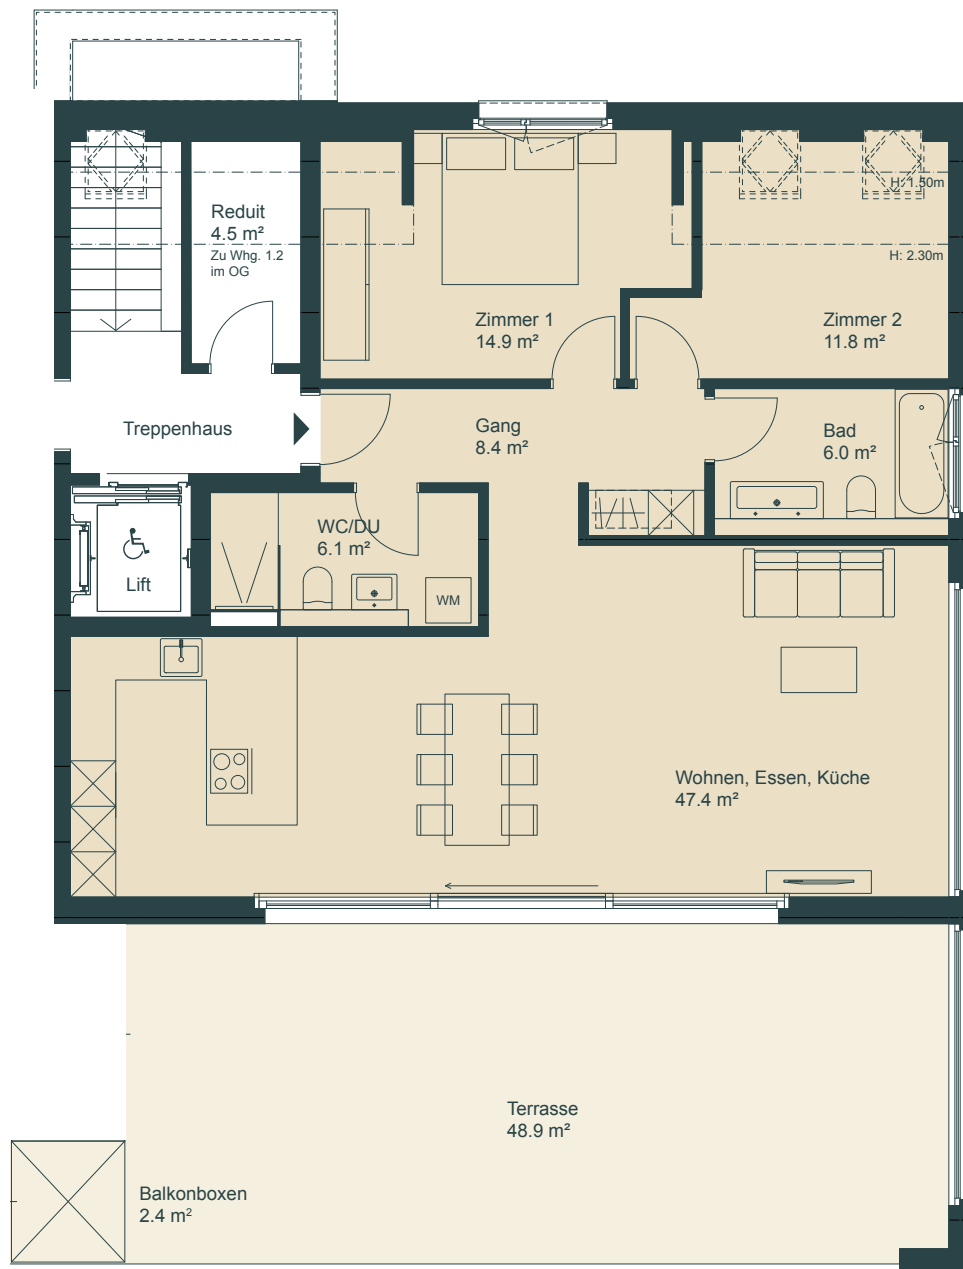 Reduit
4.5 m²
Zu Whg. 1.2
im OG
H: 1.50m
H: 2.30m
Zimmer 1
14.9 m²
Zimmer 2
11.8 m²
Treppenhaus
Gang
8.4 m²
Bad
6.0 m²
WC/DU
6.1 m²
Lift
WM
Wohnen, Essen, Küche
47.4 m²
Terrasse
48.9 m²
Balkonboxen
2.4 m²